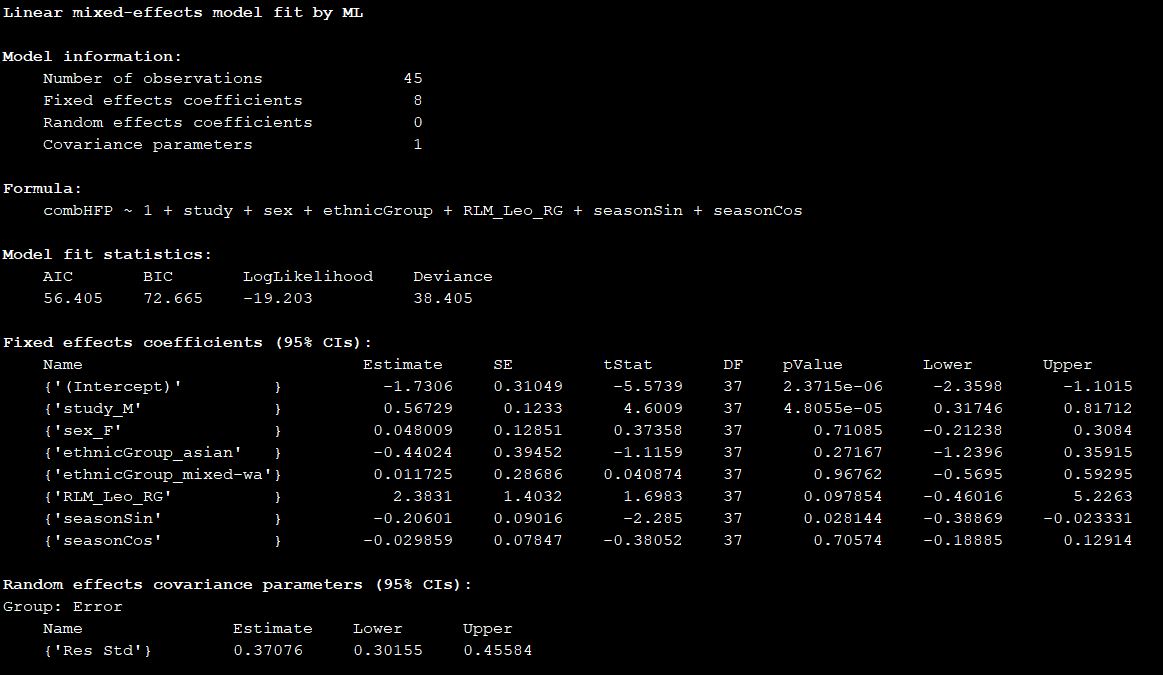 Linear mixed-effects model fit by ML
Model information:
Number of observations 45
Fixed effects coefficients 8
Random effects coefficients 0
Covariance parameters 1
Formula:
combHFP ~ 1 + study + sex + ethnicGroup + RLM_Leo_RG + seasonSin + seasonCos
Model fit statistics:
AIC BIC LogLikelihood Deviance
56.405 72.665 -19.203 38.405
Fixed effects coefficients (95% CIs):
Name Estimate SE tStat DF pValue Lower Upper
{'(Intercept)' } -1.7306 0.31049 -5.5739 37 2.3715e-06 -2.3598 -1.1015
{'study_M' } 0.56729 0.1233 4.6009 37 4.8055e-05 0.31746 0.81712
{'sex_F' } 0.048009 0.12851 0.37358 37 0.71085 -0.21238 0.3084
{'ethnicGroup_asian' } -0.44024 0.39452 -1.1159 37 0.27167 -1.2396 0.35915
{'ethnicGroup_mixed-wa'} 0.011725 0.28686 0.040874 37 0.96762 -0.5695 0.59295
{'RLM_Leo_RG' } 2.3831 1.4032 1.6983 37 0.097854 -0.46016 5.2263
{'seasonSin' } -0.20601 0.09016 -2.285 37 0.028144 -0.38869 -0.023331
{'seasonCos' } -0.029859 0.07847 -0.38052 37 0.70574 -0.18885 0.12914
Random effects covariance parameters (95% CIs):
Group: Error
Name Estimate Lower Upper
{'Res Std'} 0.37076 0.30155 0.45584